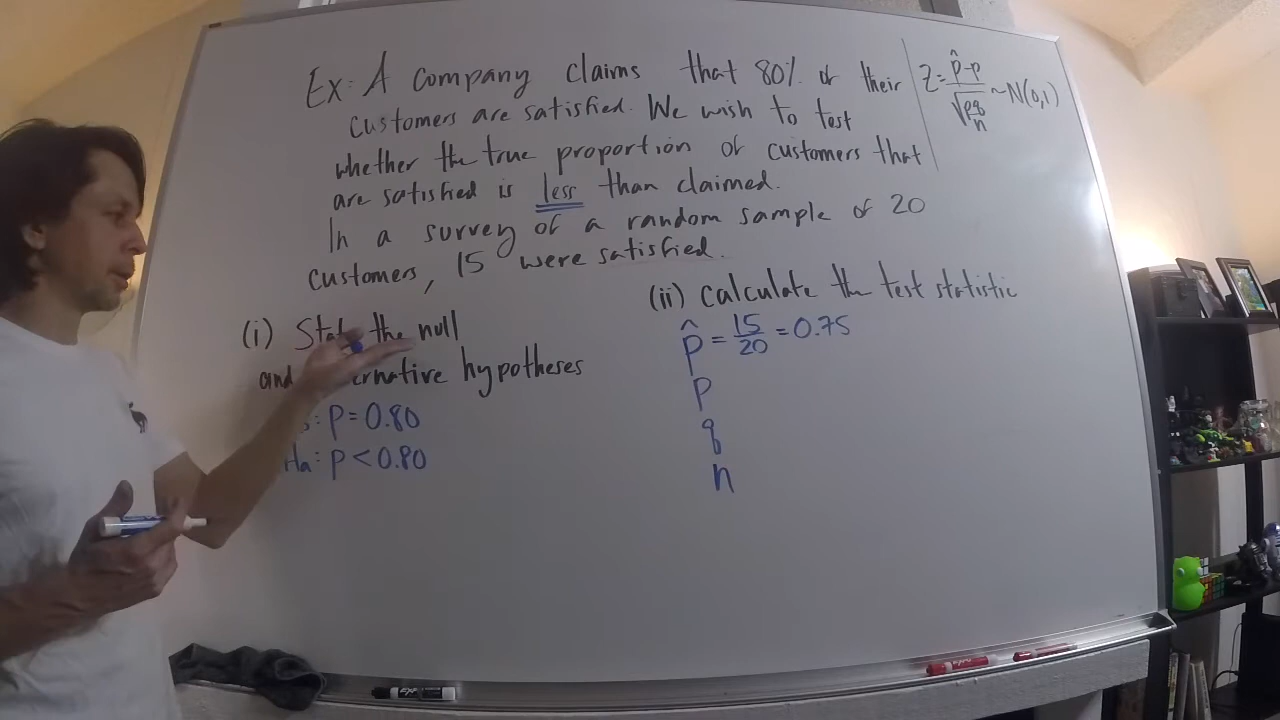 Ex: A company claims that 80% of their
customers are satisfied. We wish to test
whether the true proportion of customers that
are satisfied is less than claimed.
In a survey of a random sample of 20
customers, 15 were satisfied.
Z = p̂-p / √(pq/n) ~ N(0,1)
(i) State the null
and alternative hypotheses
: p = 0.80
Ha: p < 0.80
(ii) Calculate the test statistic
p̂ = 15/20 = 0.75
p
q
n
EXPO